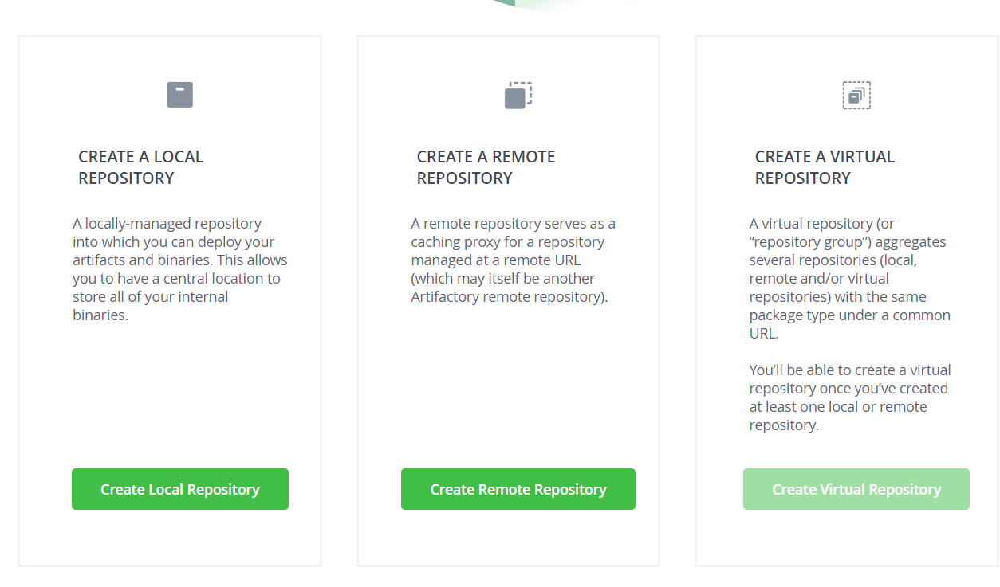 CREATE A LOCAL
REPOSITORY
A locally-managed repository
into which you can deploy your
artifacts and binaries. This allows
you to have a central location to
store all of your internal
binaries.
Create Local Repository
CREATE A REMOTE
REPOSITORY
A remote repository serves as a
caching proxy for a repository
managed at a remote URL
(which may itself be another
Artifactory remote repository).
Create Remote Repository
CREATE A VIRTUAL
REPOSITORY
A virtual repository (or
“repository group”) aggregates
several repositories (local,
remote and/or virtual
repositories) with the same
package type under a common
URL.
You’ll be able to create a virtual
repository once you’ve created
at least one local or remote
repository.
Create Virtual Repository